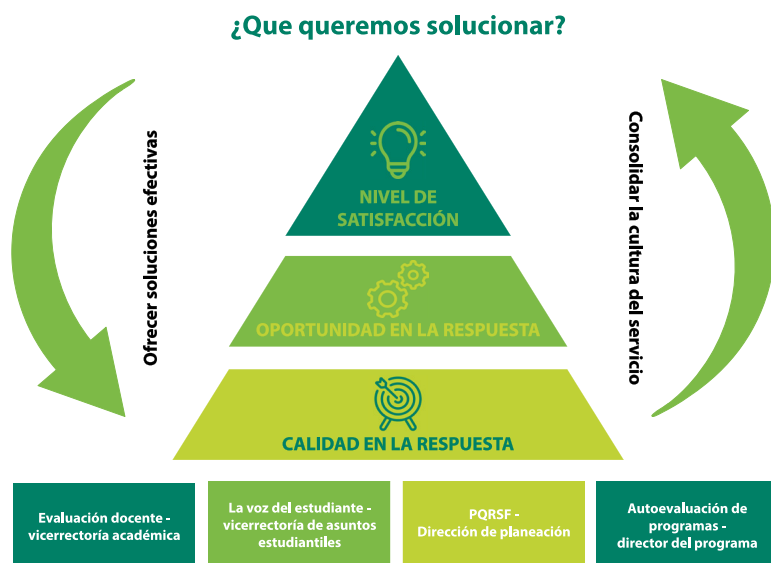 ¿Que queremos solucionar?
Ofrecer soluciones efectivas
Consolidar la cultura del servicio
NIVEL DE
SATISFACCIÓN
OPORTUNIDAD EN LA RESPUESTA
CALIDAD EN LA RESPUESTA
Evaluación docente -
vicerrectoría académica
La voz del estudiante -
vicerrectoría de asuntos
estudiantiles
PQRSF -
Dirección de planeación
Autoevaluación de
programas -
director del programa